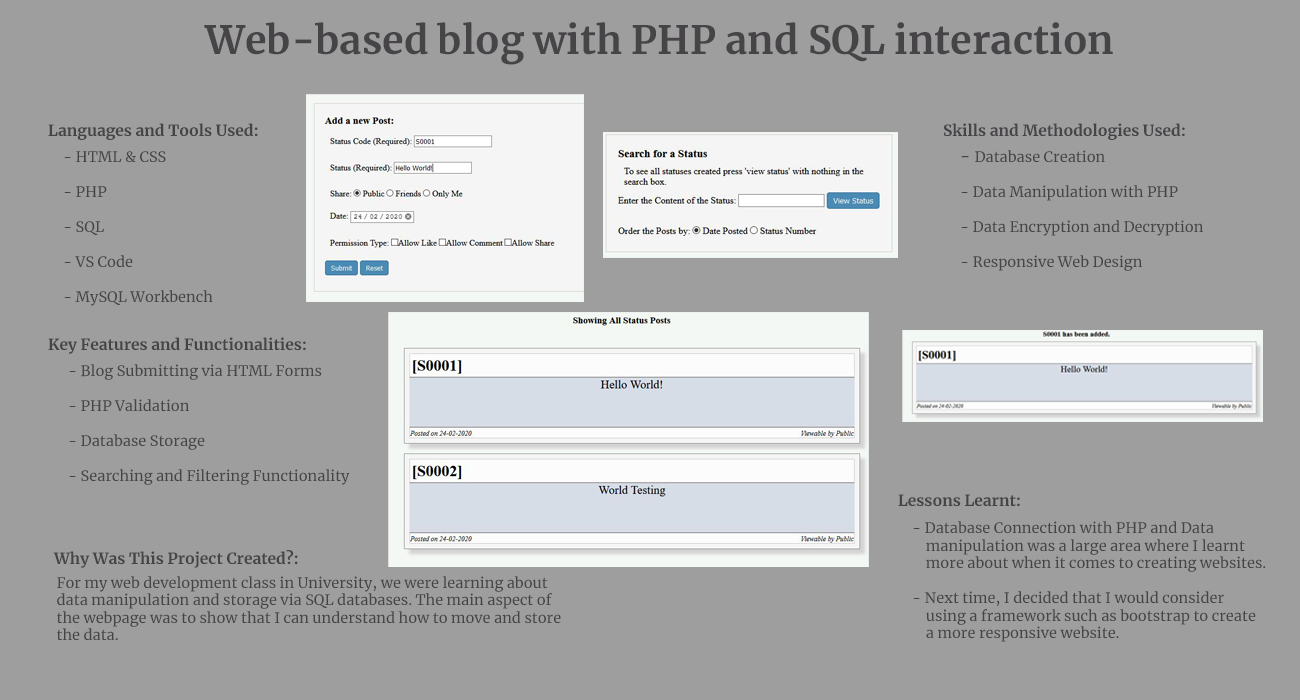 Web-based blog with PHP and SQL interaction
Languages and Tools Used:
- HTML & CSS
- PHP
- SQL
- VS Code
- MySQL Workbench
Key Features and Functionalities:
- Blog Submitting via HTML Forms
- PHP Validation
- Database Storage
- Searching and Filtering Functionality
Why Was This Project Created?:
For my web development class in University, we were learning about
data manipulation and storage via SQL databases. The main aspect of
the webpage was to show that I can understand how to move and store
the data.
Add a new Post:
Status Code (Required): S0001
Status (Required): Hello World!
Share: Public Friends Only Me
Date: 24 / 02 / 2020
Permission Type: Allow Like Allow Comment Allow Share
Submit Reset
Search for a Status
To see all statuses created press 'view status' with nothing in the
search box.
Enter the Content of the Status: View Status
Order the Posts by: Date Posted Status Number
Showing All Status Posts
[S0001]
Hello World!
Posted on 24-02-2020 Viewable by Public
[S0002]
World Testing
Posted on 24-02-2020 Viewable by Public
Skills and Methodologies Used:
- Database Creation
- Data Manipulation with PHP
- Data Encryption and Decryption
- Responsive Web Design
S0001 has been added.
[S0001]
Hello World!
Posted on 24-02-2020 Viewable by Public
Lessons Learnt:
- Database Connection with PHP and Data
manipulation was a large area where I learnt
more about when it comes to creating websites.
- Next time, I decided that I would consider
using a framework such as bootstrap to create
a more responsive website.